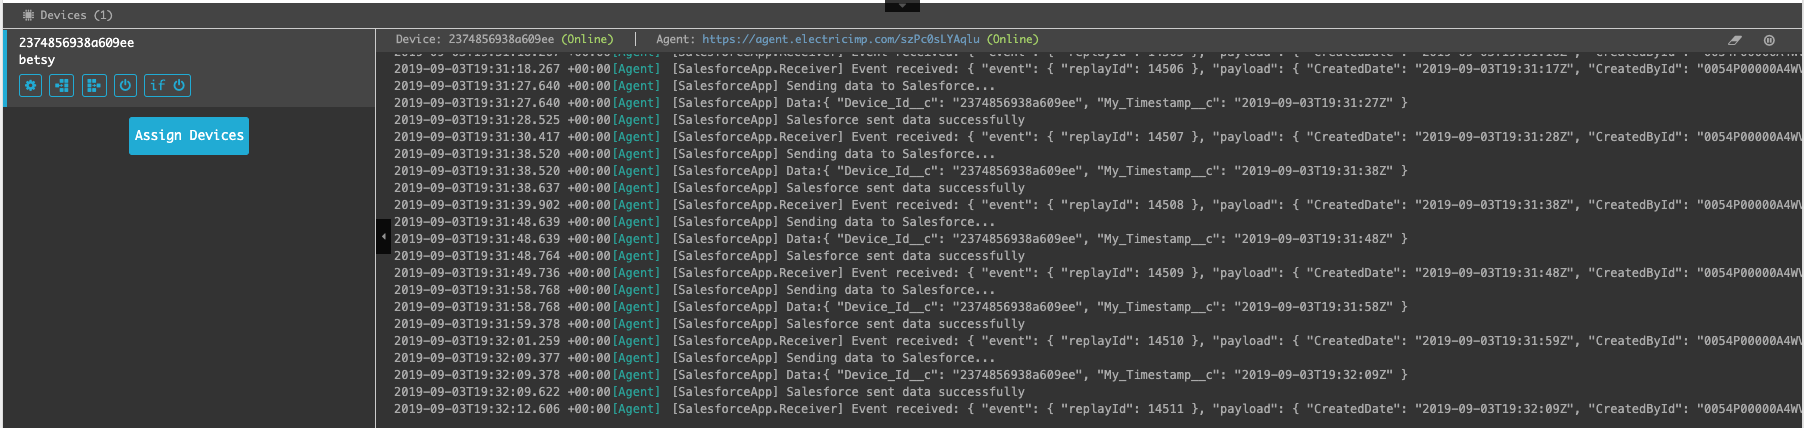 Devices (1)
2374856938a609ee
betsy
if
Assign Devices
Device: 2374856938a609ee (Online) | Agent: https://agent.electricimp.com/szPc0sLYAqlu (Online)
2019-09-03T19:31:18.267 +00:00[Agent] [SalesforceApp.Receiver] Event received: { "event": { "replayId": 14506 }, "payload": { "CreatedDate": "2019-09-03T19:31:17Z", "CreatedById": "0054P00000A4WV
2019-09-03T19:31:27.640 +00:00[Agent] [SalesforceApp] Sending data to Salesforce...
2019-09-03T19:31:27.640 +00:00[Agent] [SalesforceApp] Data:{ "Device_Id__c": "2374856938a609ee", "My_Timestamp__c": "2019-09-03T19:31:27Z" }
2019-09-03T19:31:28.525 +00:00[Agent] [SalesforceApp] Salesforce sent data successfully
2019-09-03T19:31:30.417 +00:00[Agent] [SalesforceApp.Receiver] Event received: { "event": { "replayId": 14507 }, "payload": { "CreatedDate": "2019-09-03T19:31:28Z", "CreatedById": "0054P00000A4WV
2019-09-03T19:31:38.520 +00:00[Agent] [SalesforceApp] Sending data to Salesforce...
2019-09-03T19:31:38.520 +00:00[Agent] [SalesforceApp] Data:{ "Device_Id__c": "2374856938a609ee", "My_Timestamp__c": "2019-09-03T19:31:38Z" }
2019-09-03T19:31:38.637 +00:00[Agent] [SalesforceApp] Salesforce sent data successfully
2019-09-03T19:31:39.902 +00:00[Agent] [SalesforceApp.Receiver] Event received: { "event": { "replayId": 14508 }, "payload": { "CreatedDate": "2019-09-03T19:31:38Z", "CreatedById": "0054P00000A4WV
2019-09-03T19:31:48.639 +00:00[Agent] [SalesforceApp] Sending data to Salesforce...
2019-09-03T19:31:48.639 +00:00[Agent] [SalesforceApp] Data:{ "Device_Id__c": "2374856938a609ee", "My_Timestamp__c": "2019-09-03T19:31:48Z" }
2019-09-03T19:31:48.764 +00:00[Agent] [SalesforceApp] Salesforce sent data successfully
2019-09-03T19:31:49.736 +00:00[Agent] [SalesforceApp.Receiver] Event received: { "event": { "replayId": 14509 }, "payload": { "CreatedDate": "2019-09-03T19:31:48Z", "CreatedById": "0054P00000A4WV
2019-09-03T19:31:58.768 +00:00[Agent] [SalesforceApp] Sending data to Salesforce...
2019-09-03T19:31:58.768 +00:00[Agent] [SalesforceApp] Data:{ "Device_Id__c": "2374856938a609ee", "My_Timestamp__c": "2019-09-03T19:31:58Z" }
2019-09-03T19:31:59.378 +00:00[Agent] [SalesforceApp] Salesforce sent data successfully
2019-09-03T19:32:01.259 +00:00[Agent] [SalesforceApp.Receiver] Event received: { "event": { "replayId": 14510 }, "payload": { "CreatedDate": "2019-09-03T19:31:59Z", "CreatedById": "0054P00000A4WV
2019-09-03T19:32:09.377 +00:00[Agent] [SalesforceApp] Sending data to Salesforce...
2019-09-03T19:32:09.378 +00:00[Agent] [SalesforceApp] Data:{ "Device_Id__c": "2374856938a609ee", "My_Timestamp__c": "2019-09-03T19:32:09Z" }
2019-09-03T19:32:09.622 +00:00[Agent] [SalesforceApp] Salesforce sent data successfully
2019-09-03T19:32:12.606 +00:00[Agent] [SalesforceApp.Receiver] Event received: { "event": { "replayId": 14511 }, "payload": { "CreatedDate": "2019-09-03T19:32:09Z", "CreatedById": "0054P00000A4WV